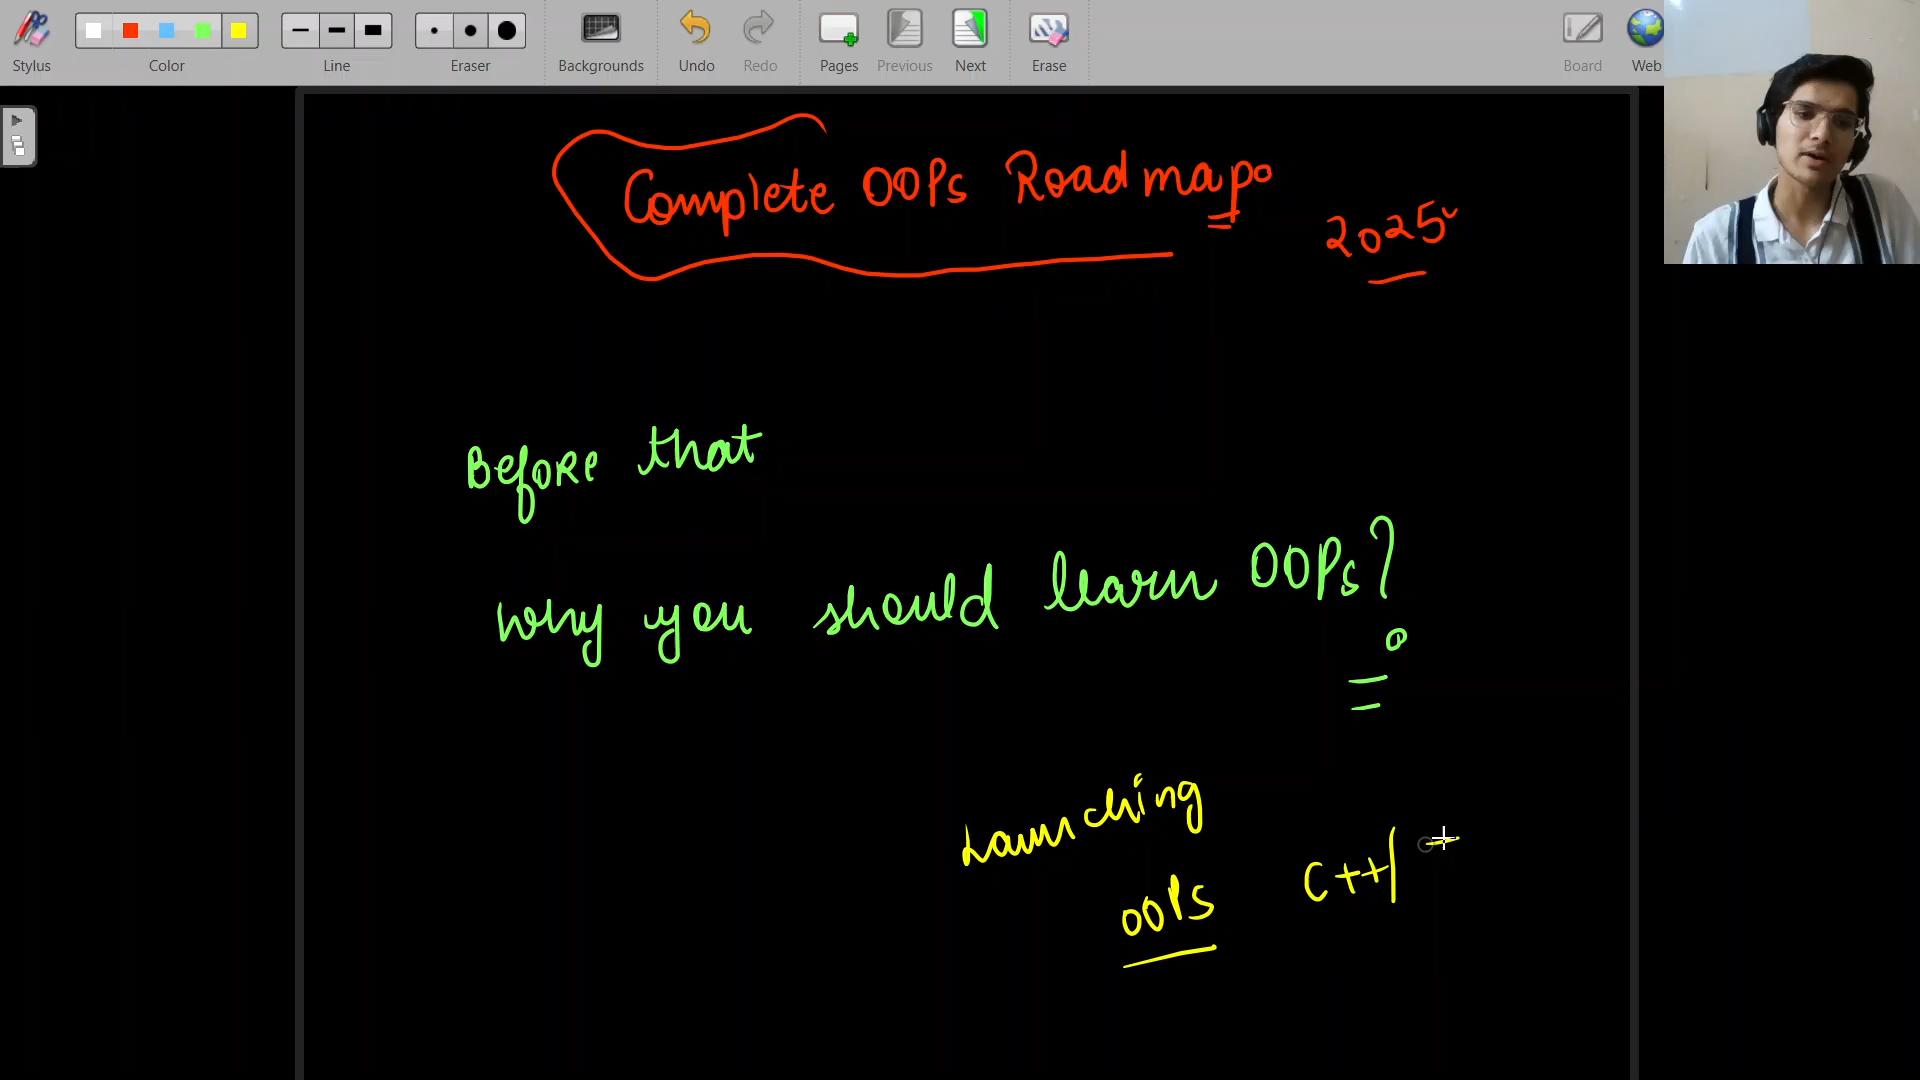 Stylus Color Line Eraser Backgrounds Undo Redo Pages Previous Next Erase Board Web
Complete OOPs Roadmap
2025
Before that
why you should learn OOPs?
Launching
OOPS C++/